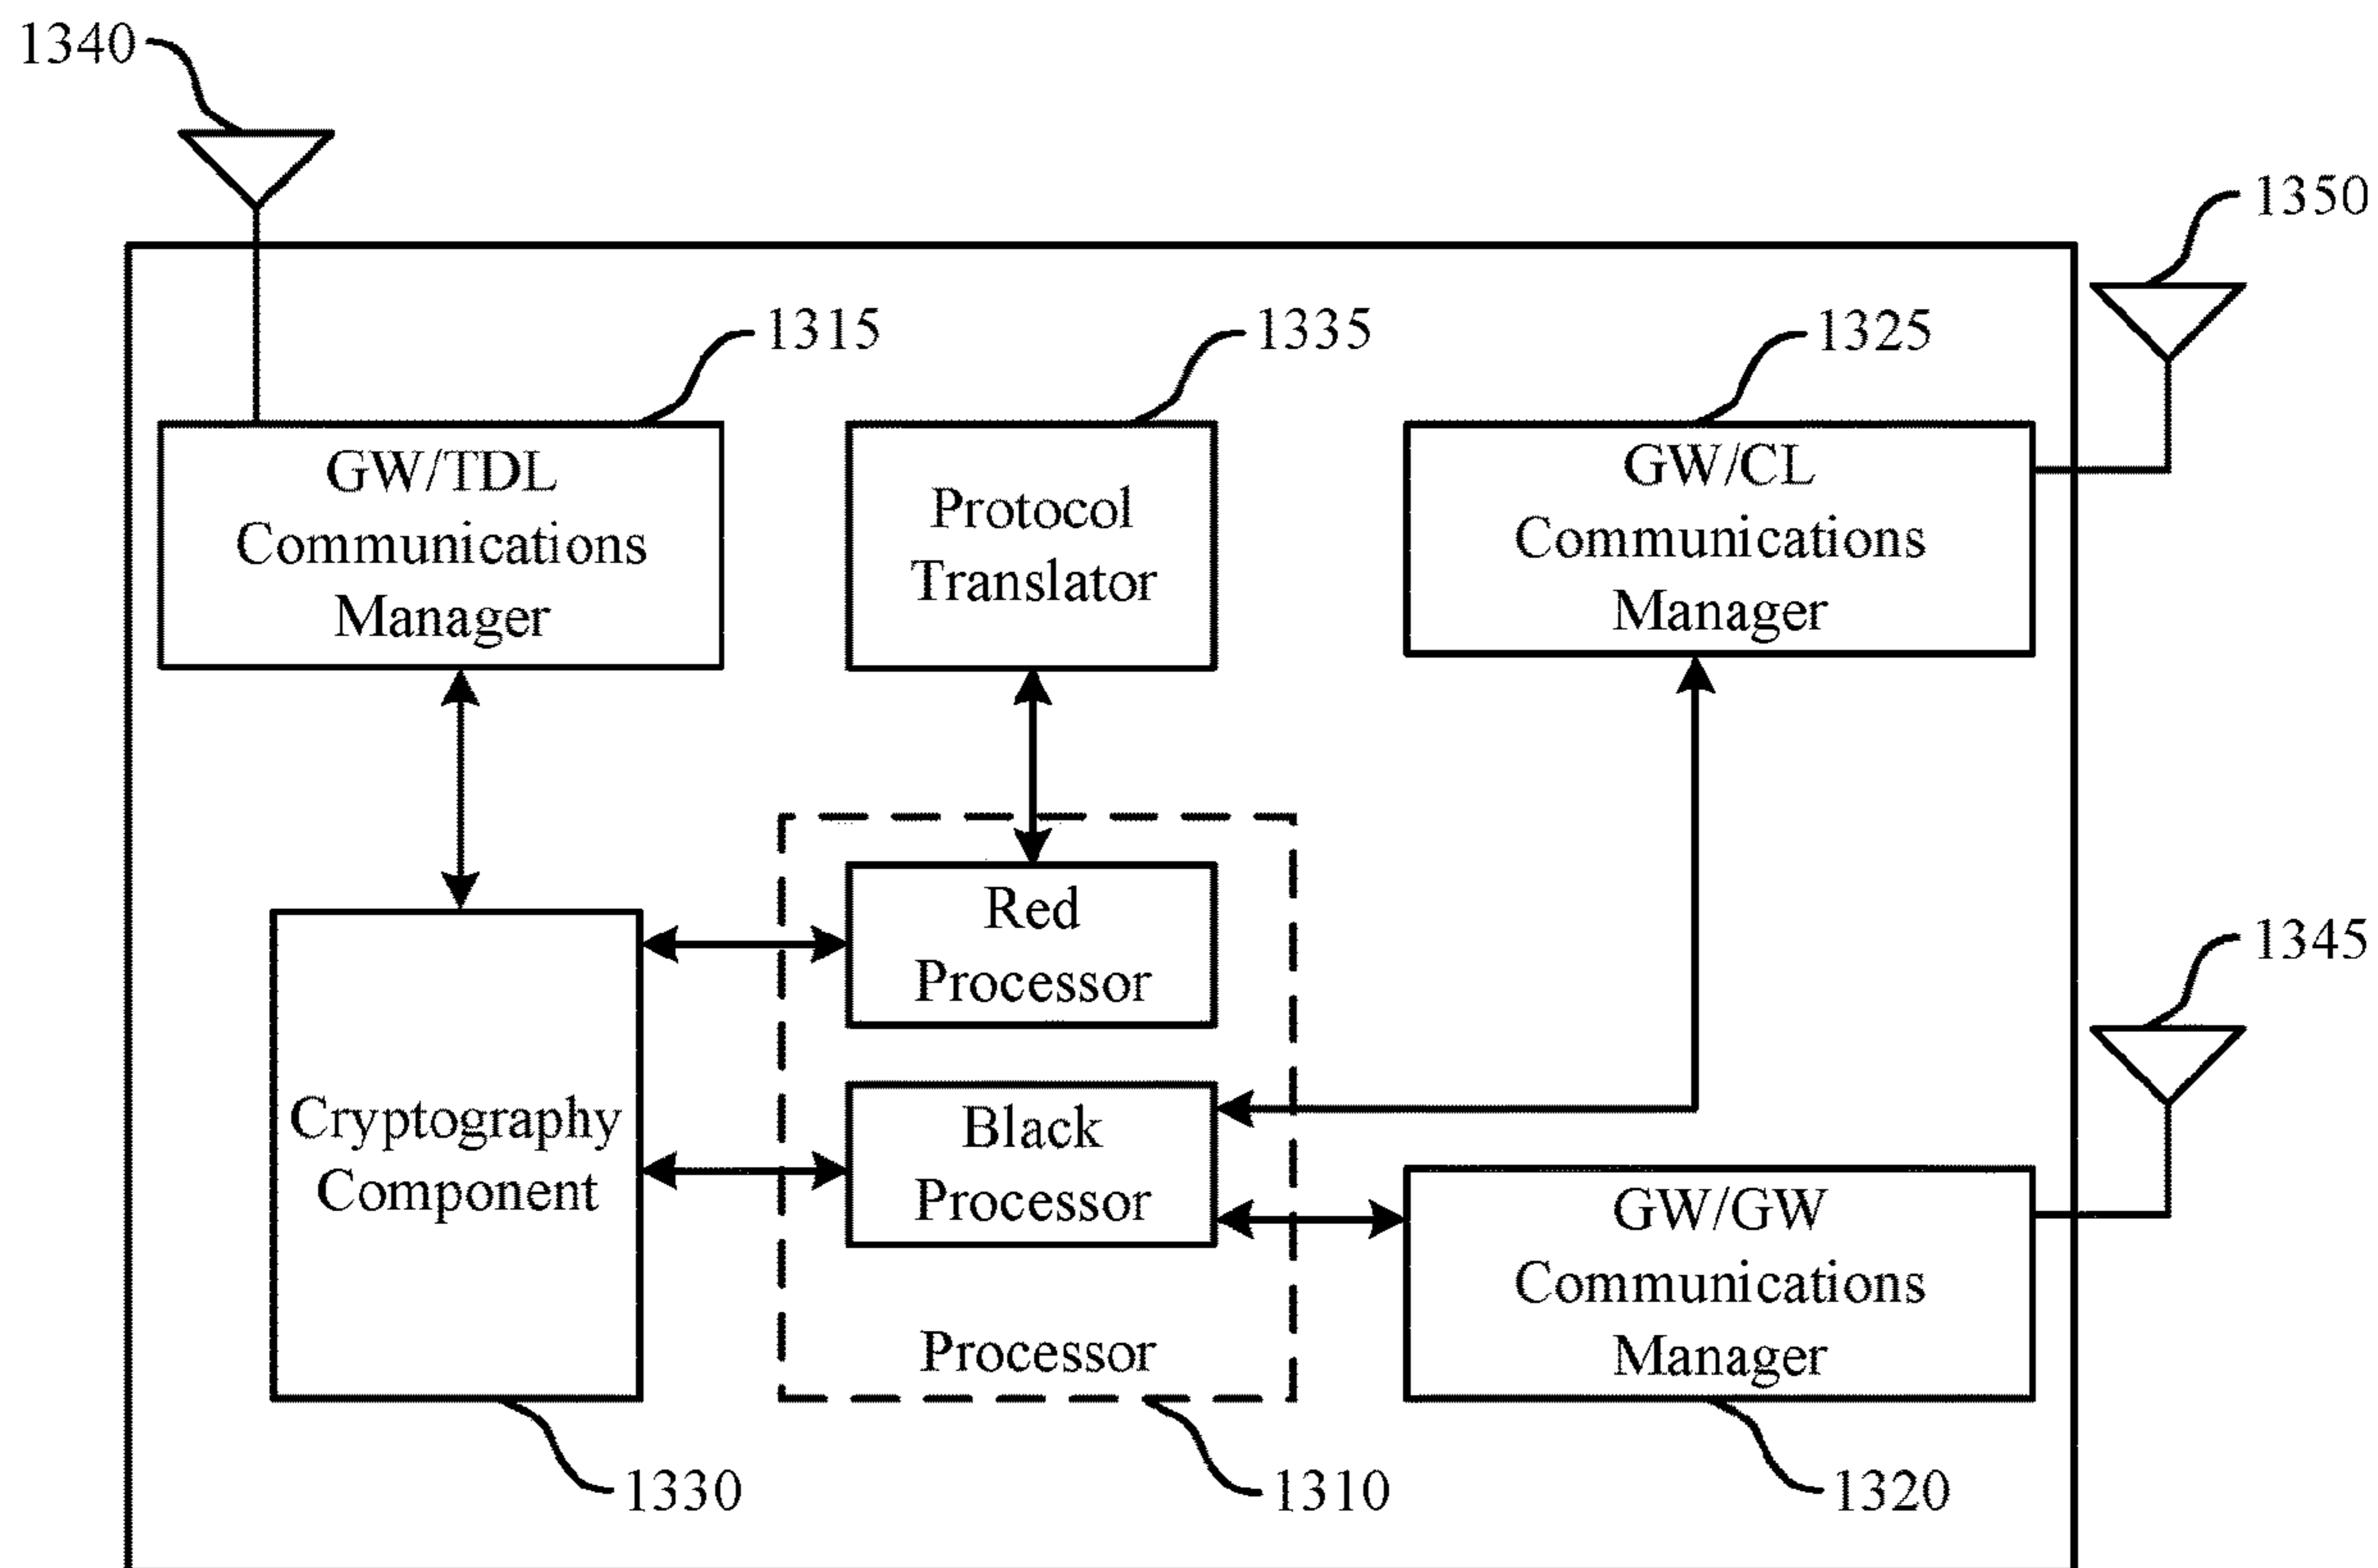 1340
1350
1315
1335
1325
GW/TDL
Communications
Manager
Protocol
Translator
GW/CL
Communications
Manager
Red
Processor
1345
Cryptography
Component
Black
Processor
GW/GW
Communications
Manager
Processor
1330
1310
1320